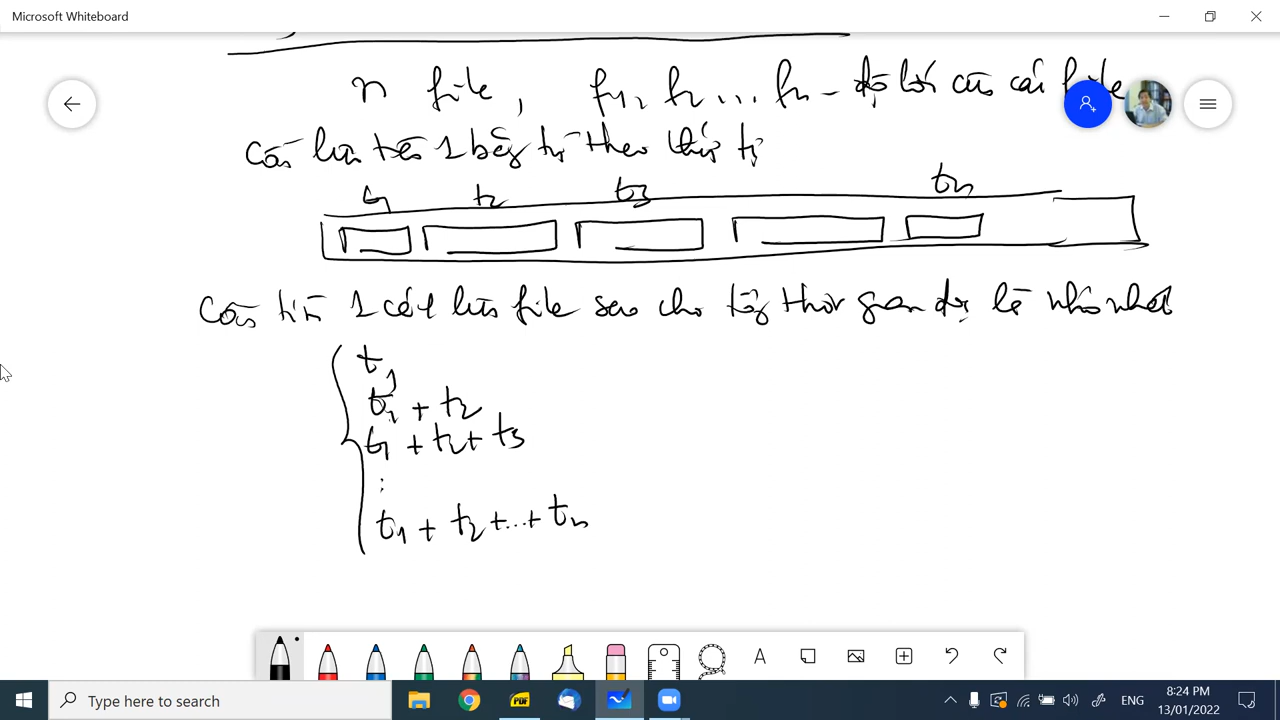 Microsoft Whiteboard
n file, f1, f2 ... fn - độ lớn của các file
Cần lưu trên 1 băng từ theo thứ tự
t1 t2 t3 tn
Cần tìm 1 cách lưu file sao cho tổng thời gian đọc là nhỏ nhất
t1
t1 + t2
t1 + t2 + t3
⋮
t1 + t2 + ... + tn
A
Type here to search
PDF
ENG
8:24 PM
13/01/2022